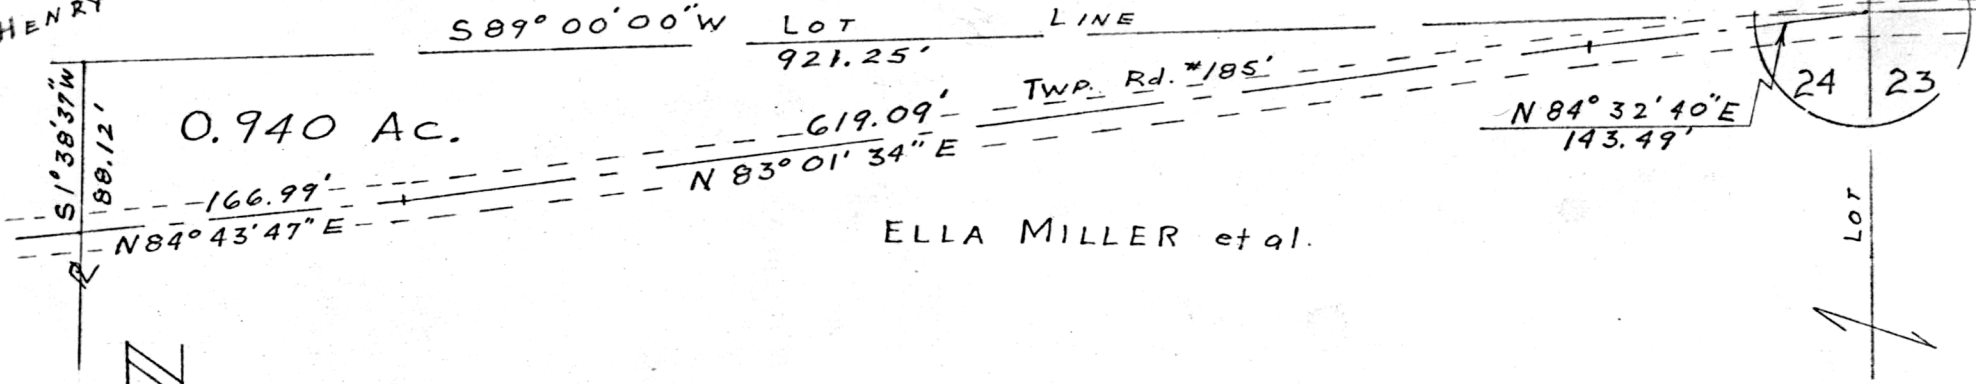 HENRY
S 89° 00' 00" W LOT LINE
921.25'
S 1° 38' 37" W
88.12'
0.940 Ac.
619.09'
N 83° 01' 34" E
Twp. Rd. #185'
N 84° 32' 40" E
143.49'
24 23
166.99'
N 84° 43' 47" E
ELLA MILLER et al.
LOT